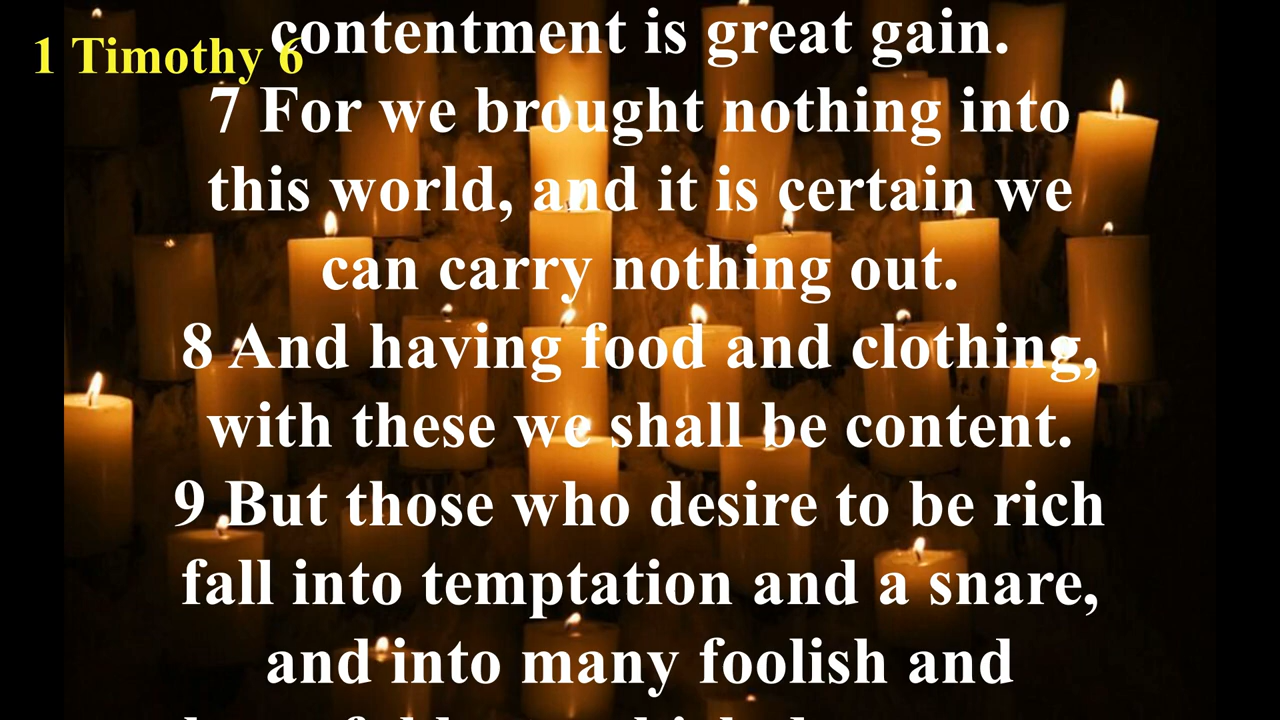 1 Timothy 6
contentment is great gain.
7 For we brought nothing into
this world, and it is certain we
can carry nothing out.
8 And having food and clothing,
with these we shall be content.
9 But those who desire to be rich
fall into temptation and a snare,
and into many foolish and